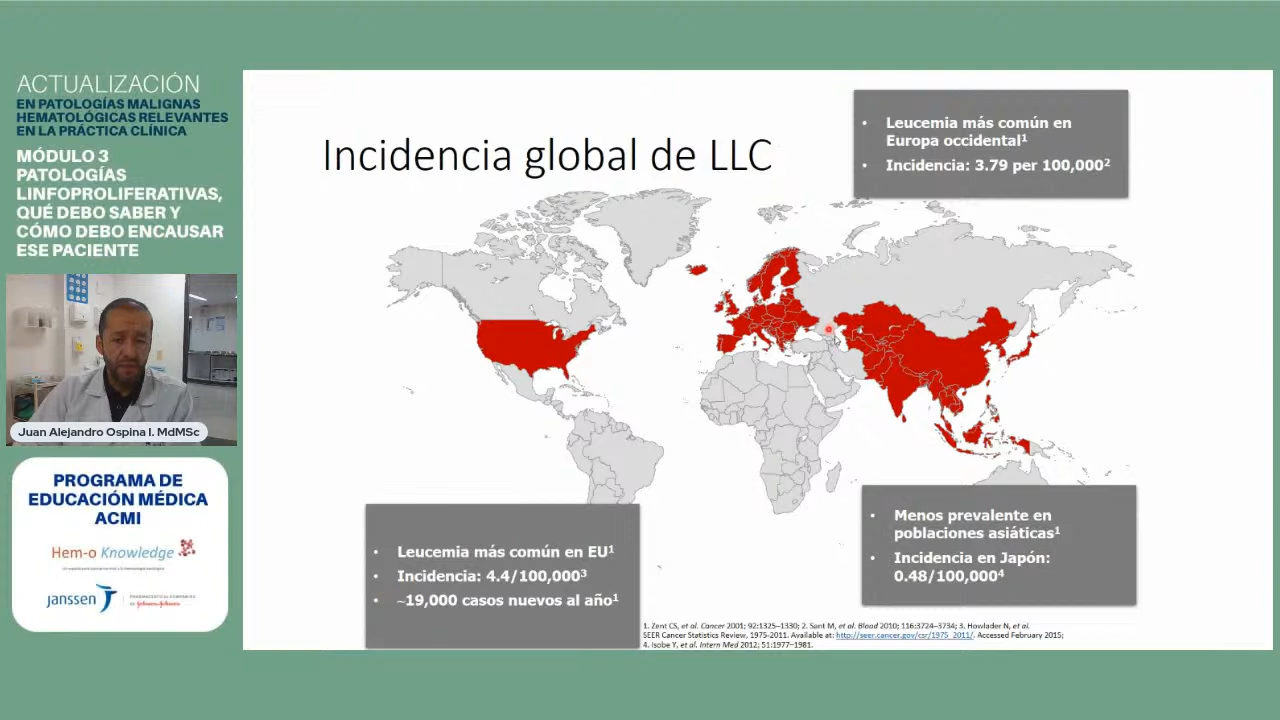 ACTUALIZACIÓN
EN PATOLOGÍAS MALIGNAS
HEMATOLÓGICAS RELEVANTES
EN LA PRÁCTICA CLÍNICA
MÓDULO 3
PATOLOGÍAS
LINFOPROLIFERATIVAS,
QUÉ DEBO SABER Y
CÓMO DEBO ENCAUSAR
ESE PACIENTE
Juan Alejandro Ospina I. MdMSc
PROGRAMA DE
EDUCACIÓN MÉDICA
ACMI
Hem-o Knowledge
janssen
PHARMACEUTICAL COMPANIES
OF Johnson & Johnson
Incidencia global de LLC
• Leucemia más común en
Europa occidental¹
• Incidencia: 3.79 per 100,000²
• Leucemia más común en EU¹
• Incidencia: 4.4/100,000³
• ~19,000 casos nuevos al año¹
• Menos prevalente en
poblaciones asiáticas¹
• Incidencia en Japón:
0.48/100,000⁴
1. Zent CS, et al. Cancer 2001; 92:1325–1330; 2. Sant M, et al. Blood 2010; 116:3724–3734; 3. Howlader N, et al.
SEER Cancer Statistics Review, 1975-2011. Available at: http://seer.cancer.gov/csr/1975_2011/. Accessed February 2015;
4. Isobe Y, et al. Intern Med 2012; 51:1977–1981.